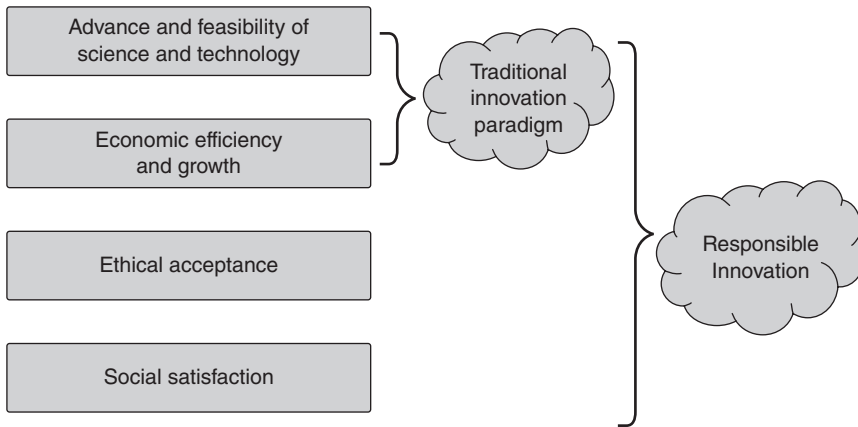 Advance and feasibility of
science and technology
Economic efficiency
and growth
Ethical acceptance
Social satisfaction
Traditional
innovation
paradigm
Responsible
Innovation